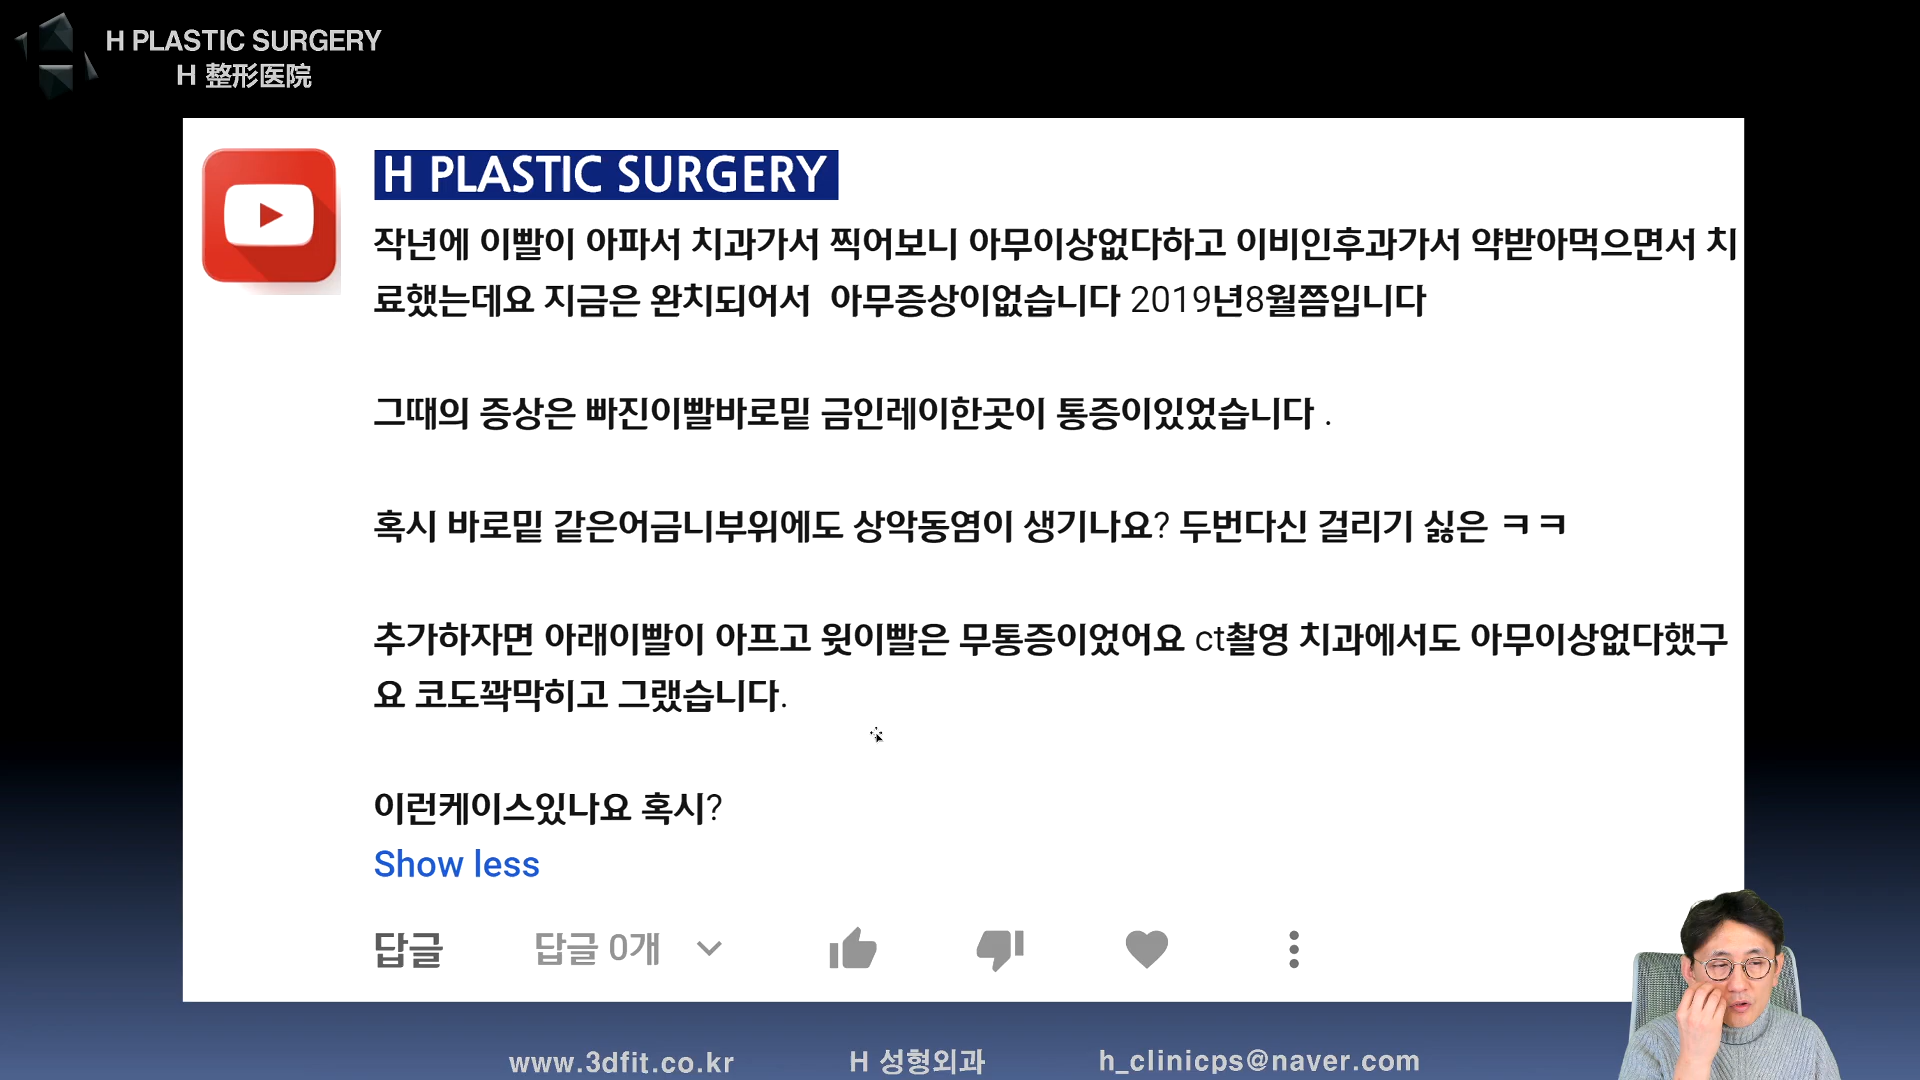 H PLASTIC SURGERY
H 整形医院
H PLASTIC SURGERY
작년에 이빨이 아파서 치과가서 찍어보니 아무이상없다하고 이비인후과가서 약받아먹으면서 치
료했는데요 지금은 완치되어서 아무증상이없습니다 2019년8월쯤입니다
그때의 증상은 빠진이빨바로밑 금인레이한곳이 통증이있었습니다 .
혹시 바로밑 같은어금니부위에도 상악동염이 생기나요? 두번다신 걸리기 싫은 ㅋㅋ
추가하자면 아래이빨이 아프고 윗이빨은 무통증이었어요 ct촬영 치과에서도 아무이상없다했구
요 코도꽉막히고 그랬습니다.
이런케이스있나요 혹시?
Show less
답글 답글 0개
www.3dfit.co.kr H 성형외과 h_clinicps@naver.com